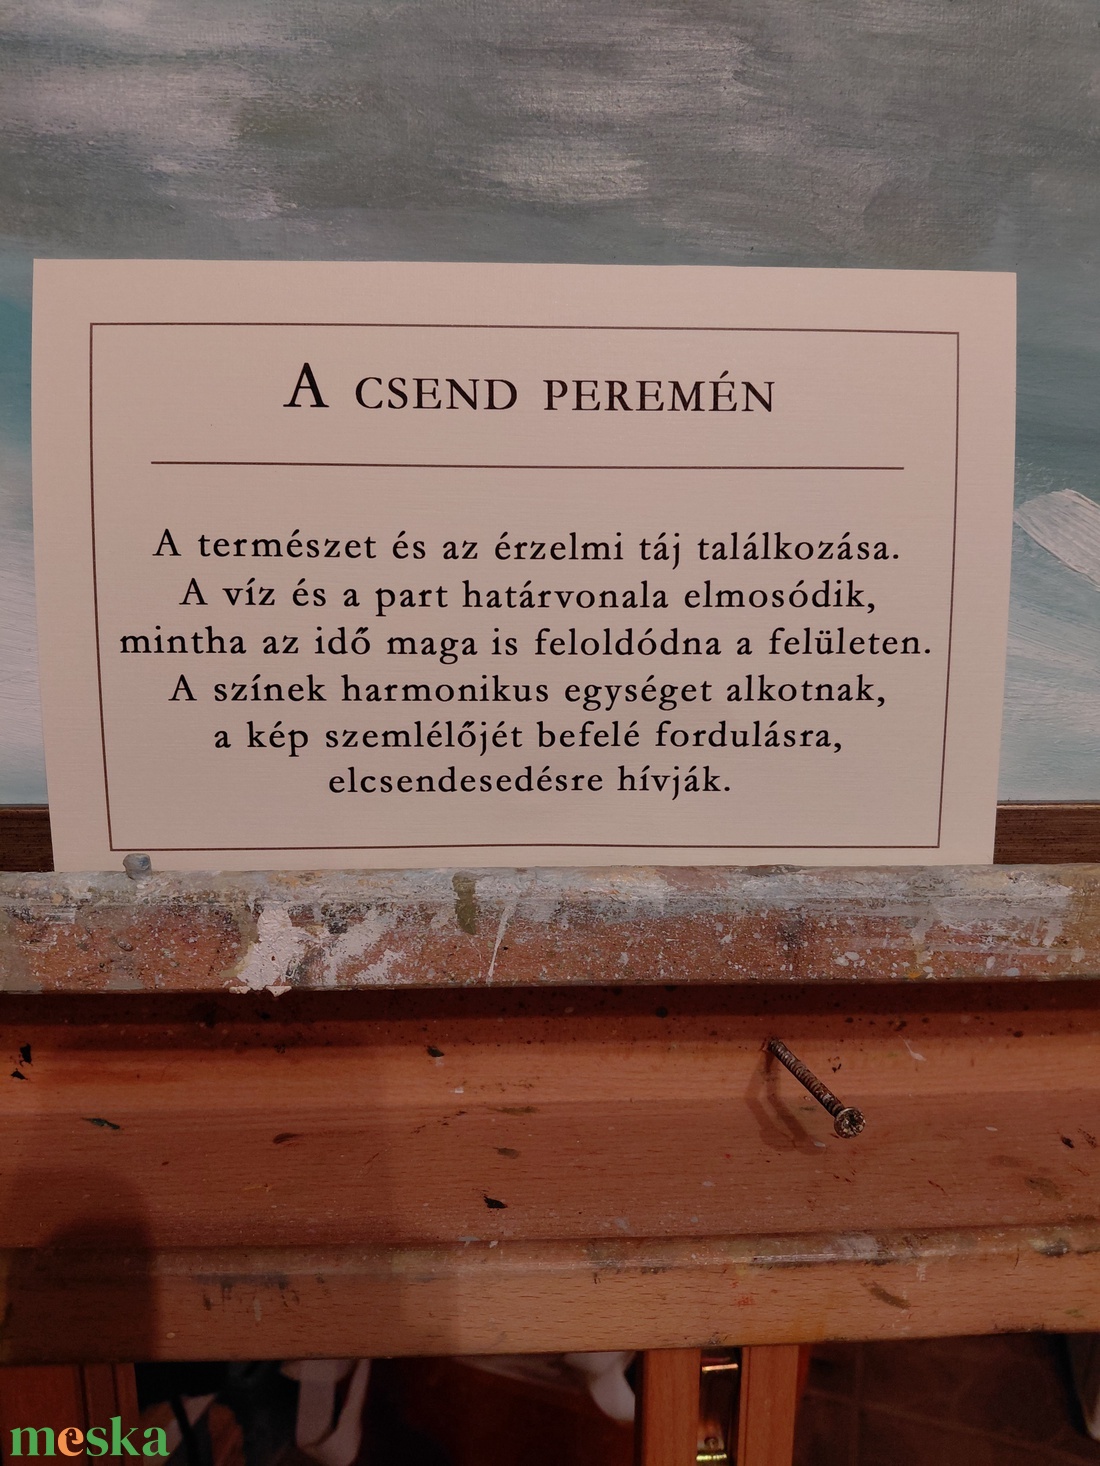 A CSEND PEREMÉN
A természet és az érzelmi táj találkozása.
A víz és a part határvonala elmosódik,
mintha az idő maga is feloldódna a felületen.
A színek harmonikus egységet alkotnak,
a kép szemlélőjét befelé fordulásra,
elcsendesedésre hívják.
meska